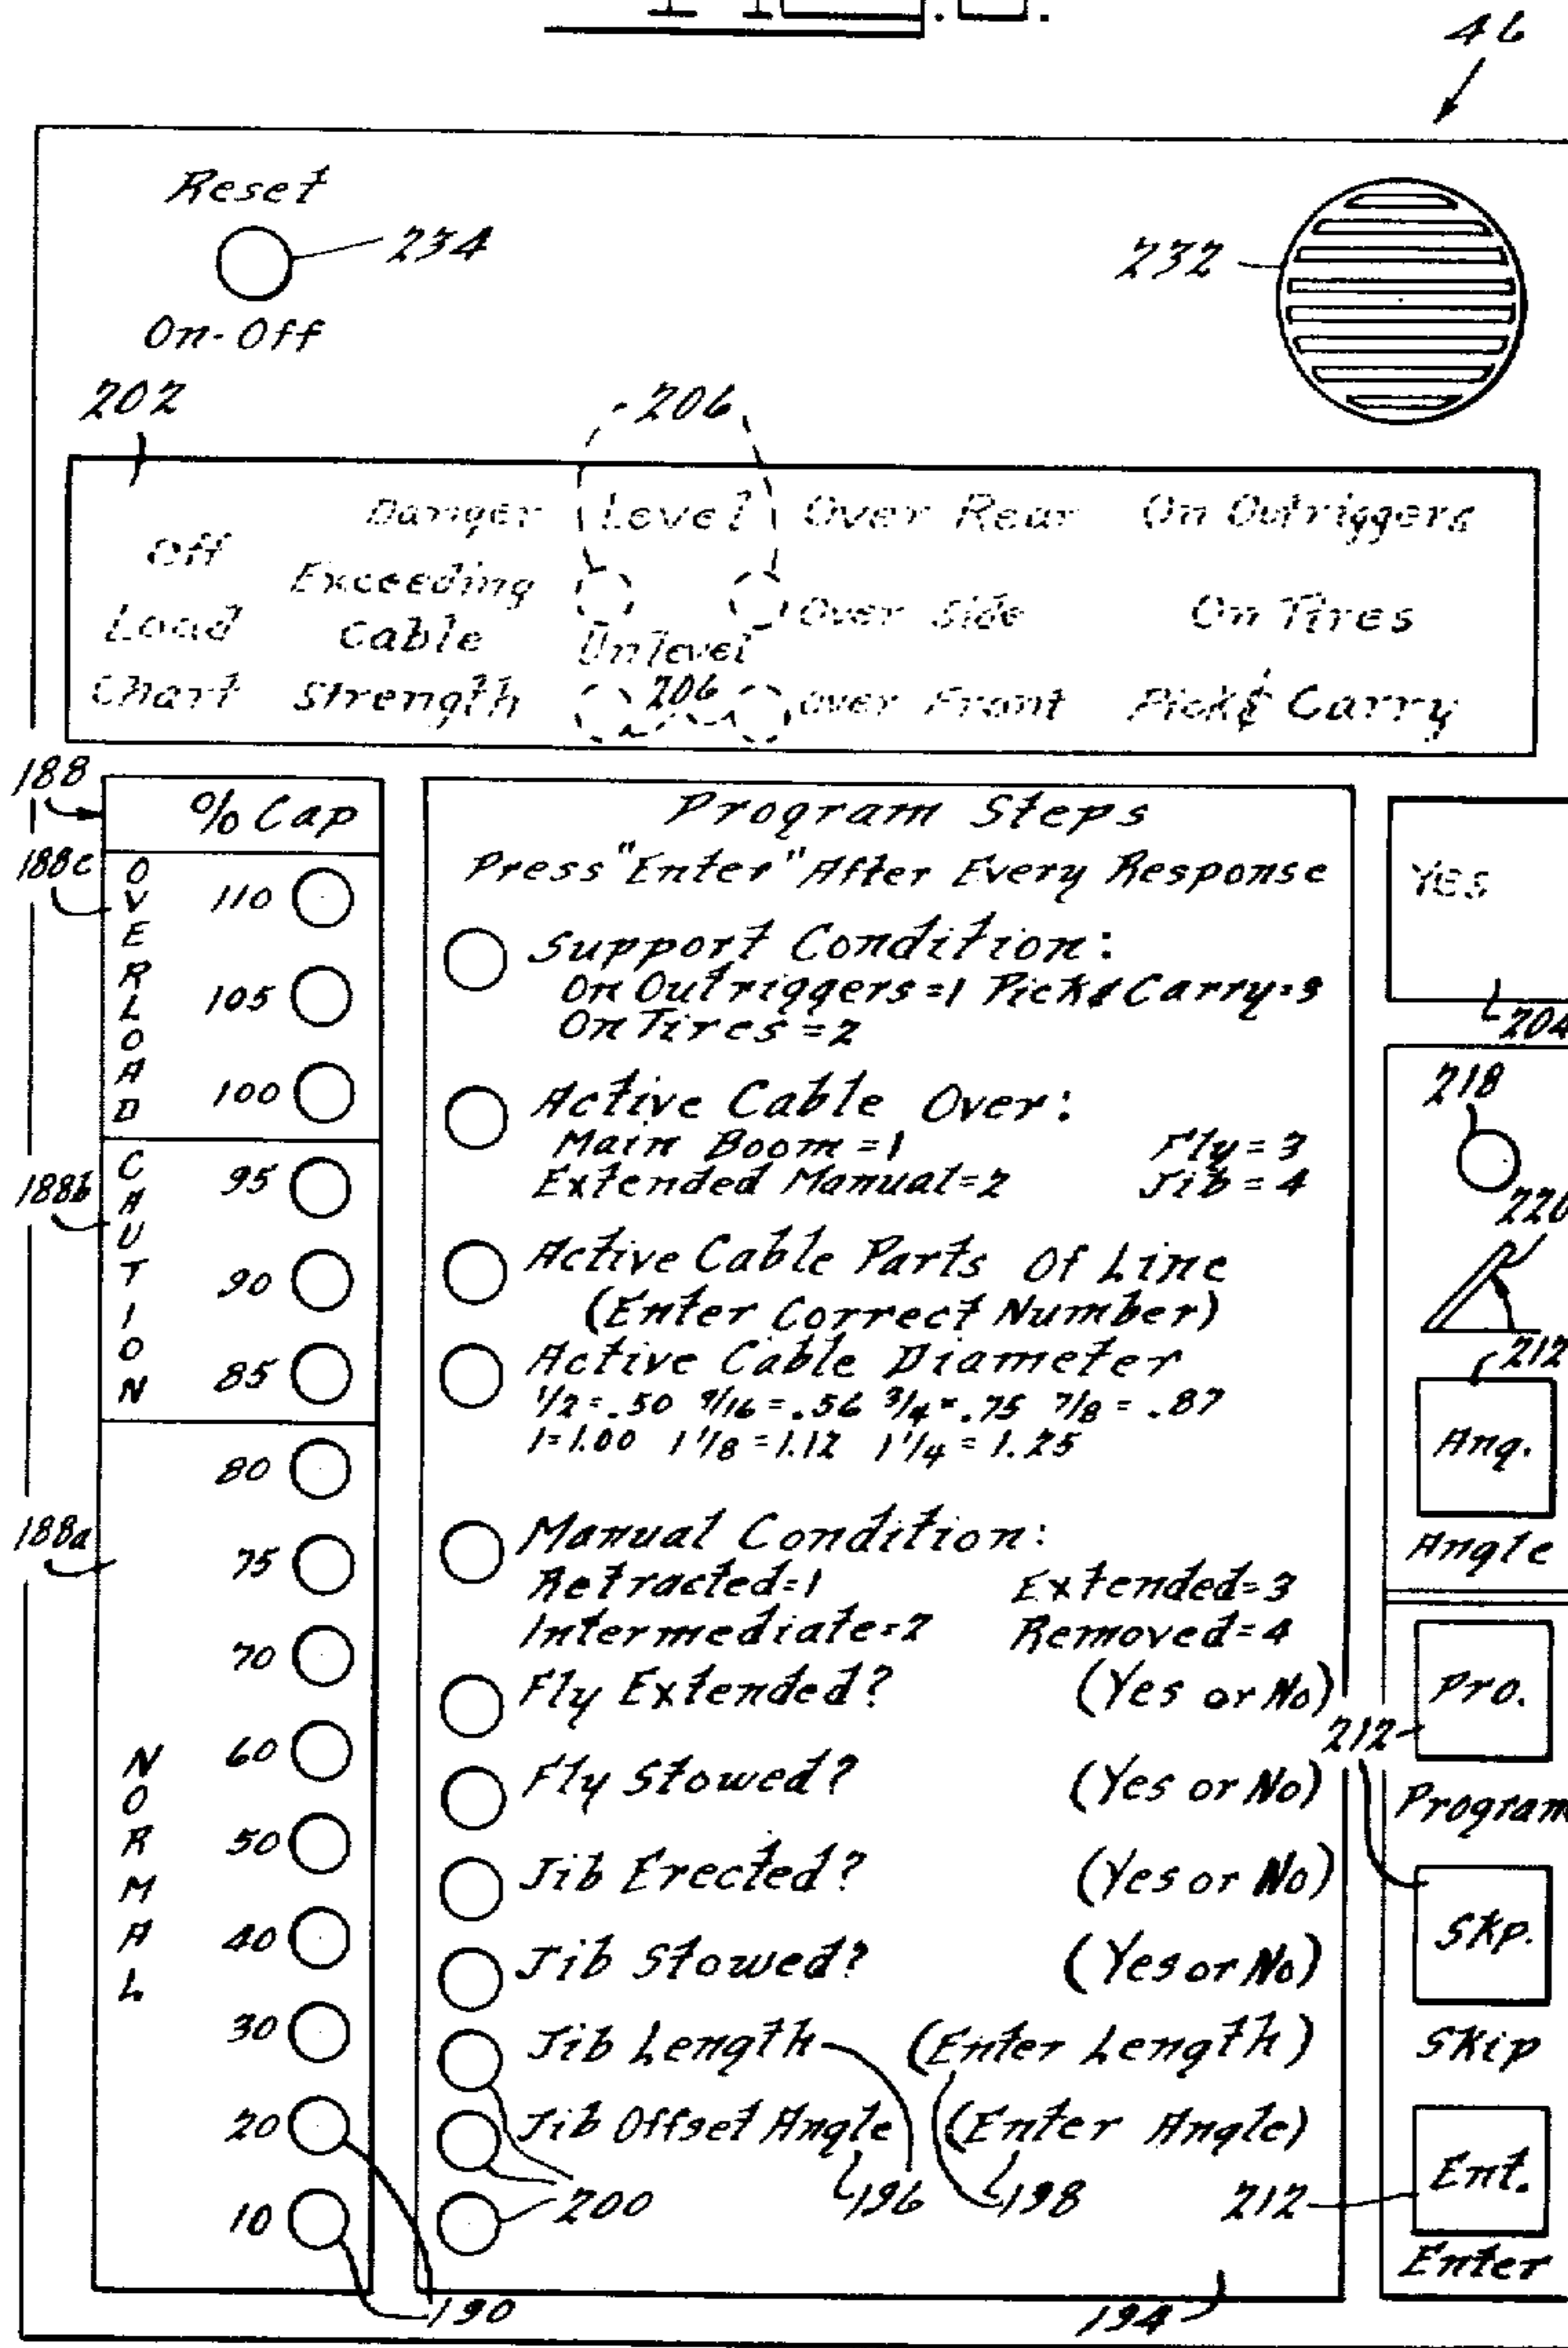 46
Reset
234
232
On-Off
202
206
Off
Load
Chart
Danger
Exceeding
Cable
Strength
Level
Unlevel
206
Over Rear
Over Side
Over Front
On Outriggers
On Tires
Pick & Carry
188
% Cap
188c
OVERLOAD
110
105
100
188b
CAUTION
95
90
85
188a
NORMAL
80
75
70
60
50
40
30
20
10
190
Program Steps
Press "Enter" After Every Response
Support Condition:
On Outriggers=1 Pick & Carry=3
On Tires=2
Active Cable Over:
Main Boom=1 Fly=3
Extended Manual=2 Jib=4
Active Cable Parts Of Line
(Enter Correct Number)
Active Cable Diameter
1/2=.50 9/16=.56 3/4=.75 7/8=.87
1=1.00 1 1/8=1.12 1 1/4=1.25
Manual Condition:
Retracted=1 Extended=3
Intermediate=2 Removed=4
Fly Extended? (Yes or No)
Fly Stowed? (Yes or No)
Jib Erected? (Yes or No)
Jib Stowed? (Yes or No)
Jib Length (Enter Length)
Jib Offset Angle (Enter Angle)
200
196
198
194
Yes
204
218
220
212
Ang.
Angle
Pro.
212
Program
Skp.
Skip
212
Ent.
Enter